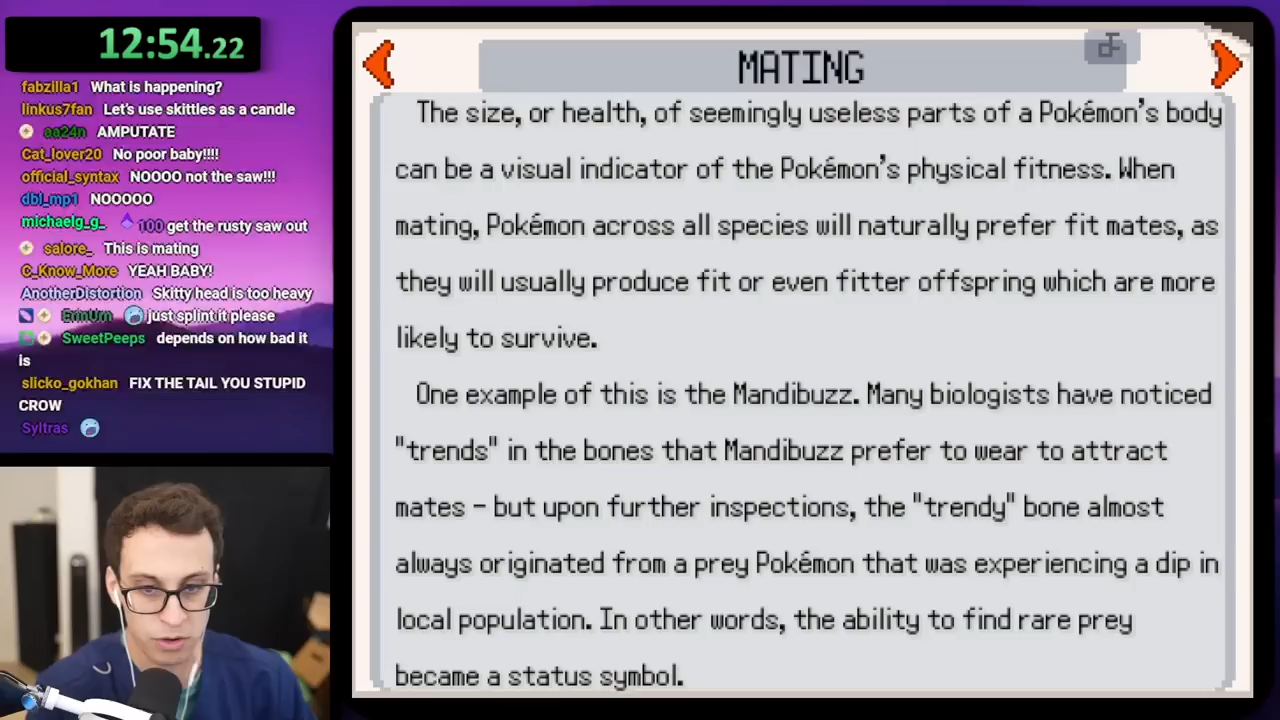 12:54.22
fabzilla1 What is happening?
linkus7fan Let's use skittles as a candle
aa24n AMPUTATE
Cat_lover20 No poor baby!!!!
official_syntax NOOOO not the saw!!!
dbl_mp1 NOOOOO
michaelg_g_ 100 get the rusty saw out
salore_ This is mating
C_Know_More YEAH BABY!
AnotherDistortion Skitty head is too heavy
ErinUm just splint it please
SweetPeeps depends on how bad it
is
slicko_gokhan FIX THE TAIL YOU STUPID
CROW
Syltras
MATING
The size, or health, of seemingly useless parts of a Pokémon's body
can be a visual indicator of the Pokémon's physical fitness. When
mating, Pokémon across all species will naturally prefer fit mates, as
they will usually produce fit or even fitter offspring which are more
likely to survive.
One example of this is the Mandibuzz. Many biologists have noticed
"trends" in the bones that Mandibuzz prefer to wear to attract
mates - but upon further inspections, the "trendy" bone almost
always originated from a prey Pokémon that was experiencing a dip in
local population. In other words, the ability to find rare prey
became a status symbol.